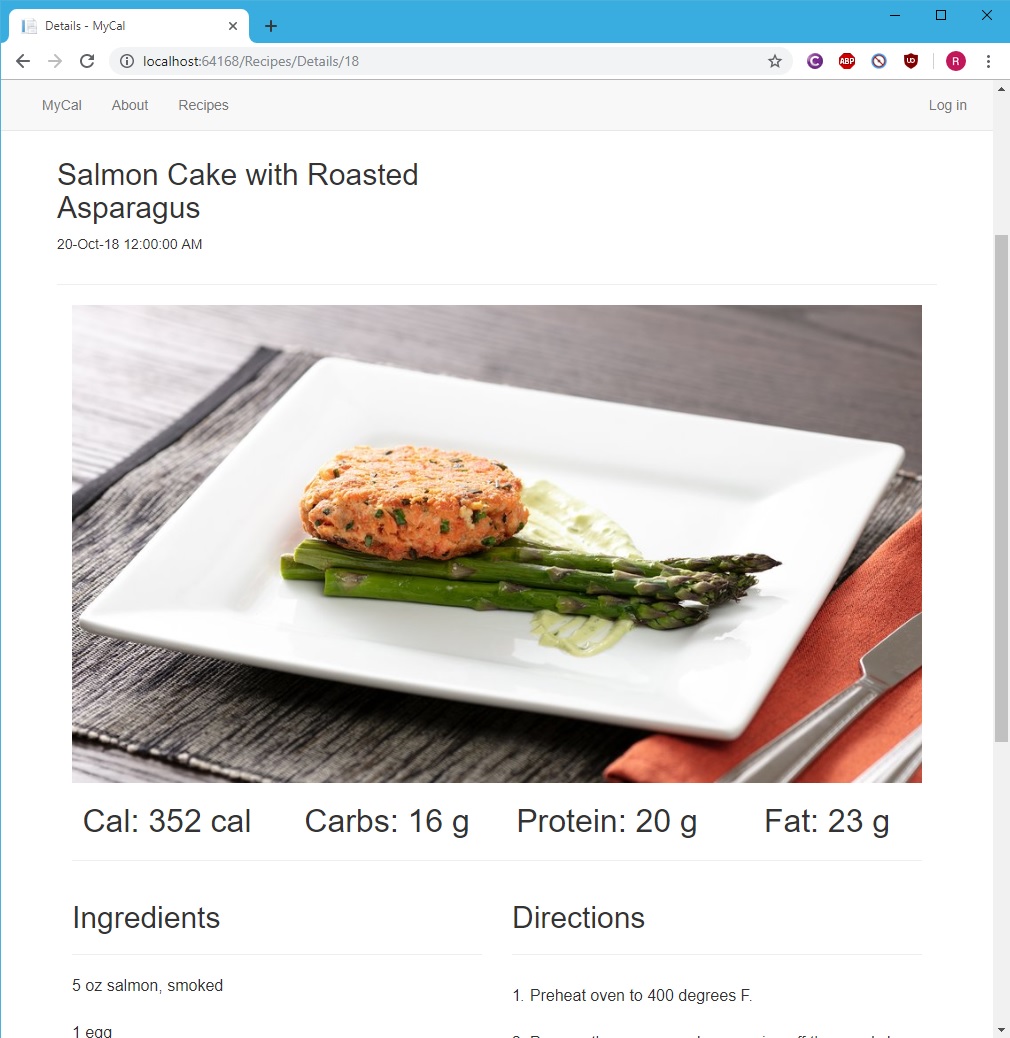 Details - MyCal
localhost:64168/Recipes/Details/18
C
ABP
UO
R
MyCal About Recipes Log in
Salmon Cake with Roasted
Asparagus
20-Oct-18 12:00:00 AM
Cal: 352 cal Carbs: 16 g Protein: 20 g Fat: 23 g
Ingredients
5 oz salmon, smoked
1 egg
Directions
1. Preheat oven to 400 degrees F.